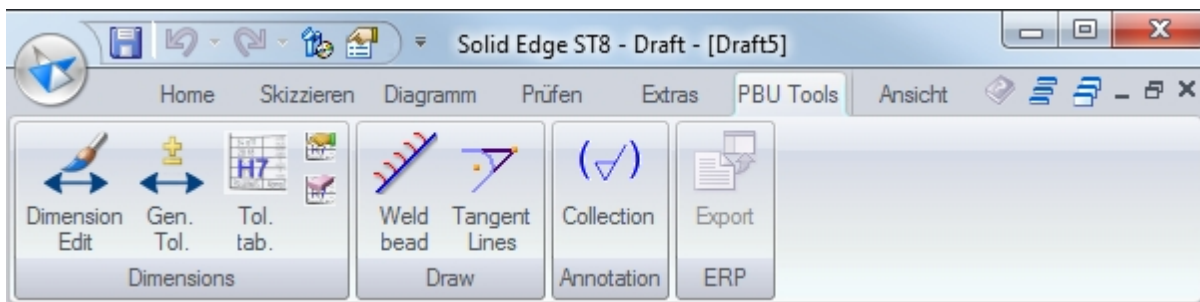 Solid Edge ST8 - Draft - [Draft5]
Home Skizzieren Diagramm Prüfen Extras PBU Tools Ansicht
H7
Dimension Gen. Tol. Weld Tangent Collection Export
Edit Tol. tab. bead Lines
Dimensions Draw Annotation ERP